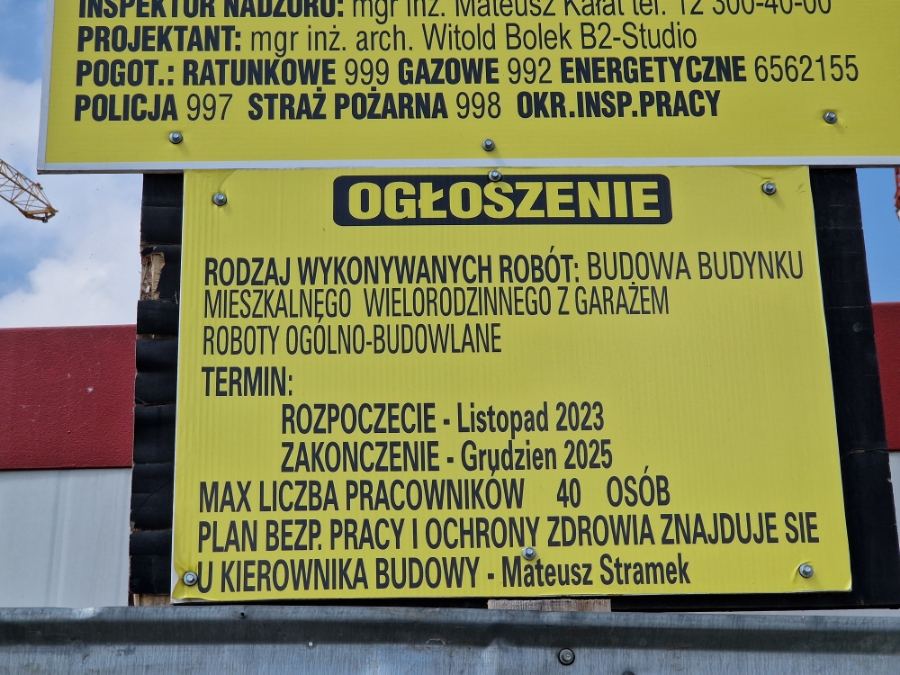 INSPEKTOR NADZORU: mgr inż. Mateusz Kafat tel. 12 300-40-00
PROJEKTANT: mgr inż. arch. Witold Bolek B2-Studio
POGOT.: RATUNKOWE 999 GAZOWE 992 ENERGETYCZNE 6562155
POLICJA 997 STRAŻ POŻARNA 998 OKR.INSP.PRACY
OGŁOSZENIE
RODZAJ WYKONYWANYCH ROBÓT: BUDOWA BUDYNKU
MIESZKALNĘGO WIELORODZINNEGO Z GARAŻEM
ROBOTY OGÓLNO-BUDOWLANE
TERMIN:
ROZPOCZECIE - Listopad 2023
ZAKONCZENIE - Grudzien 2025
MAX LICZBA PRACOWNIKÓW 40 OSÓB
PLAN BEZP. PRACY I OCHRONY ZDROWIA ZNAJDUJE SIE
U KIEROWNIKA BUDOWY - Mateusz Stramek